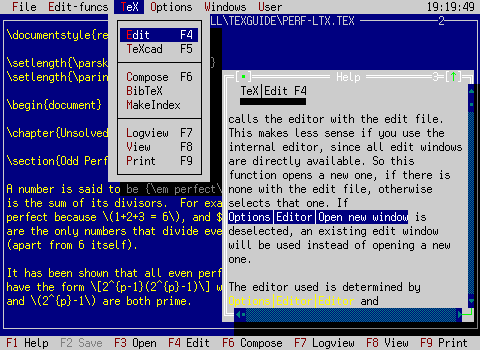 File Edit-funcs TeX Options Windows User 19:19:49
LL\TEXGUIDE\PERF-LTX.TEX 2
\documentstyle{re
\setlength{\parsk
\setlength{\parin
\begin{document}
\chapter{Unsolved
\section{Odd Perf
A number is said to be {\em perfect\
is the sum of its divisors. For exa
perfect because \(1+2+3 = 6\), and $
are the only numbers that divide eve
(apart from 6 itself).
It has been shown that all even perf
have the form \[2^{p-1}(2^{p}-1)\] w
and \(2^{p}-1\) are both prime.
Edit F4
TeXcad F5
Compose F6
BibTeX
MakeIndex
Logview F7
View F8
Print F9
Help 3
TeX|Edit F4
calls the editor with the edit file.
This makes less sense if you use the
internal editor, since all edit windows
are directly available. So this
function opens a new one, if there is
none with the edit file, otherwise
selects that one. If
Options|Editor|Open new window is
deselected, an existing edit window
will be used instead of opening a new
one.
The editor used is determined by
Options|Editor|Editor and
F1 Help F2 Save F3 Open F4 Edit F6 Compose F7 Logview F8 View F9 Print